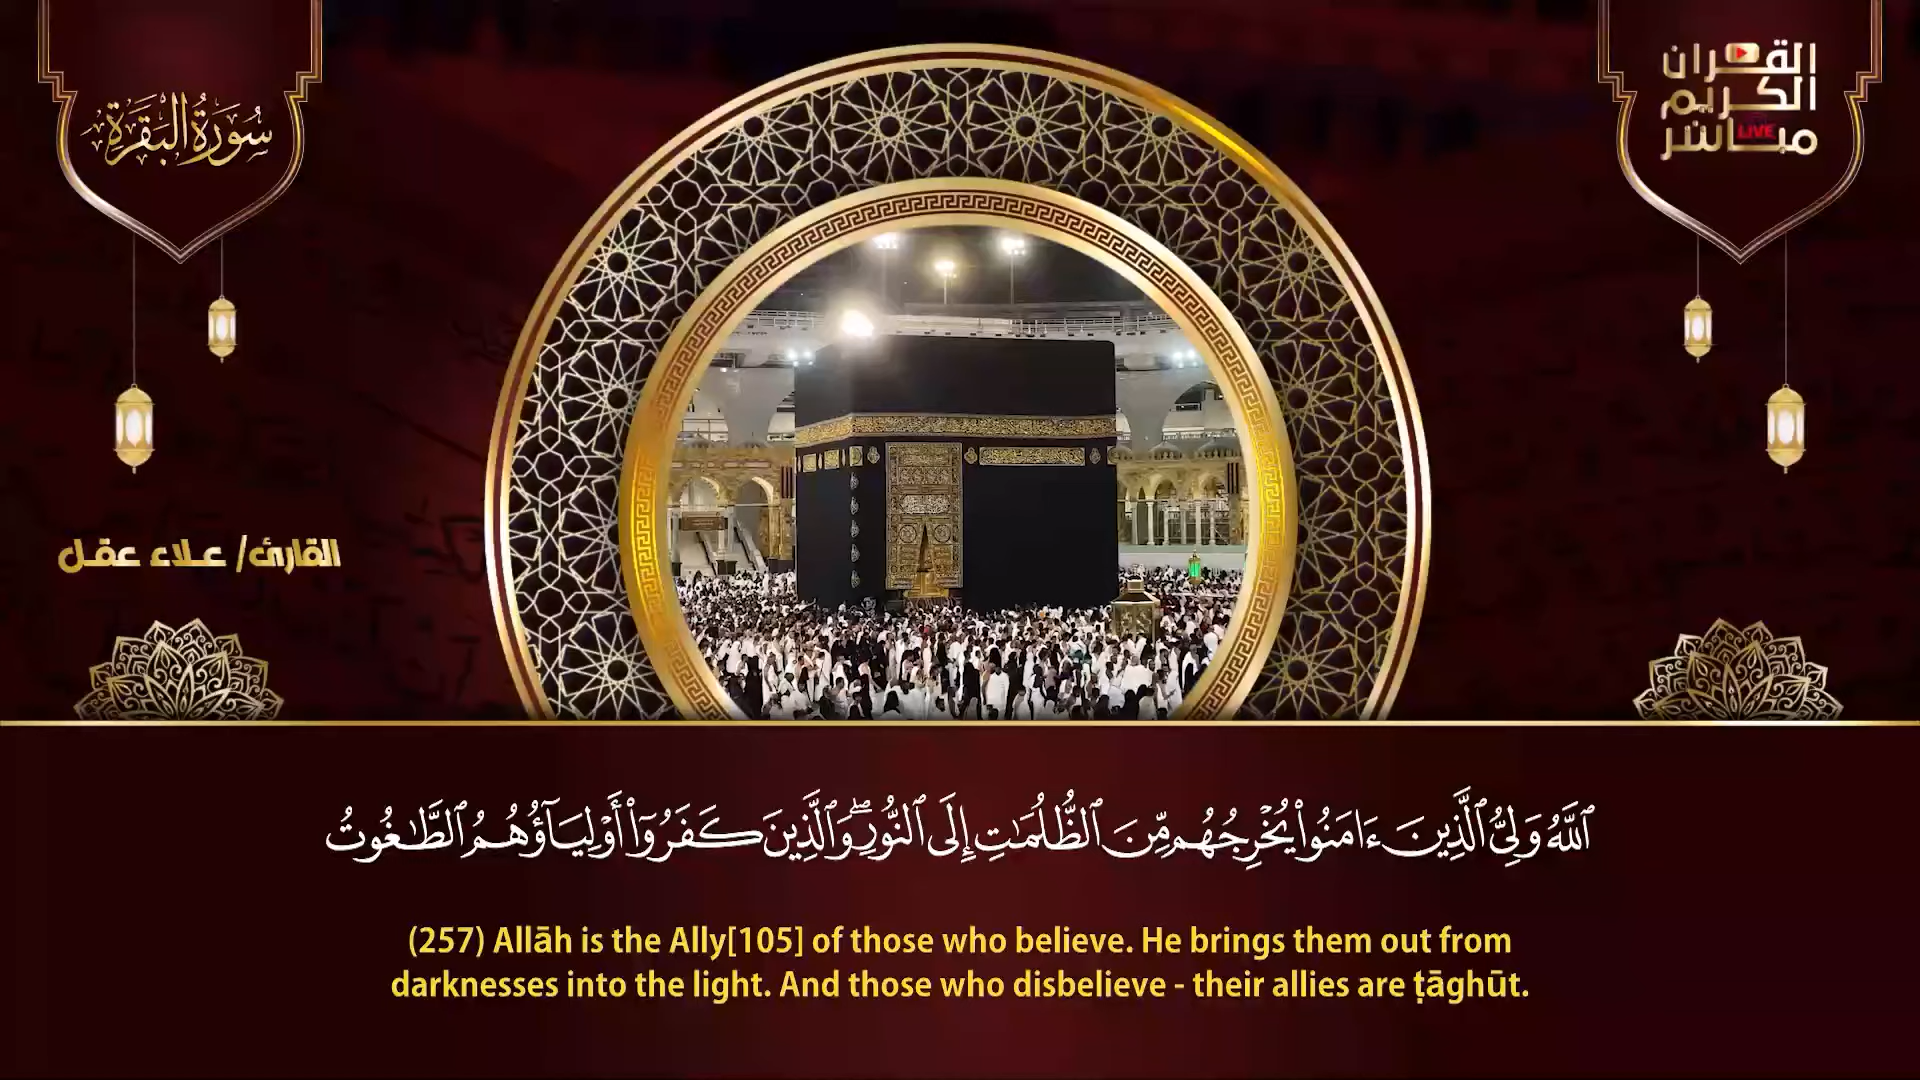 سُورَةُ البَقَرَةِ
القرآن
الكريم
مباشر
LIVE
القارئ/ علاء عقل
ٱللَّهُ وَلِيُّ ٱلَّذِينَ ءَامَنُوا۟ يُخْرِجُهُم مِّنَ ٱلظُّلُمَٰتِ إِلَى ٱلنُّورِ ۖ وَٱلَّذِينَ كَفَرُوٓا۟ أَوْلِيَآؤُهُمُ ٱلطَّٰغُوتُ
(257) Allāh is the Ally[105] of those who believe. He brings them out from
darknesses into the light. And those who disbelieve - their allies are ṭāghūt.